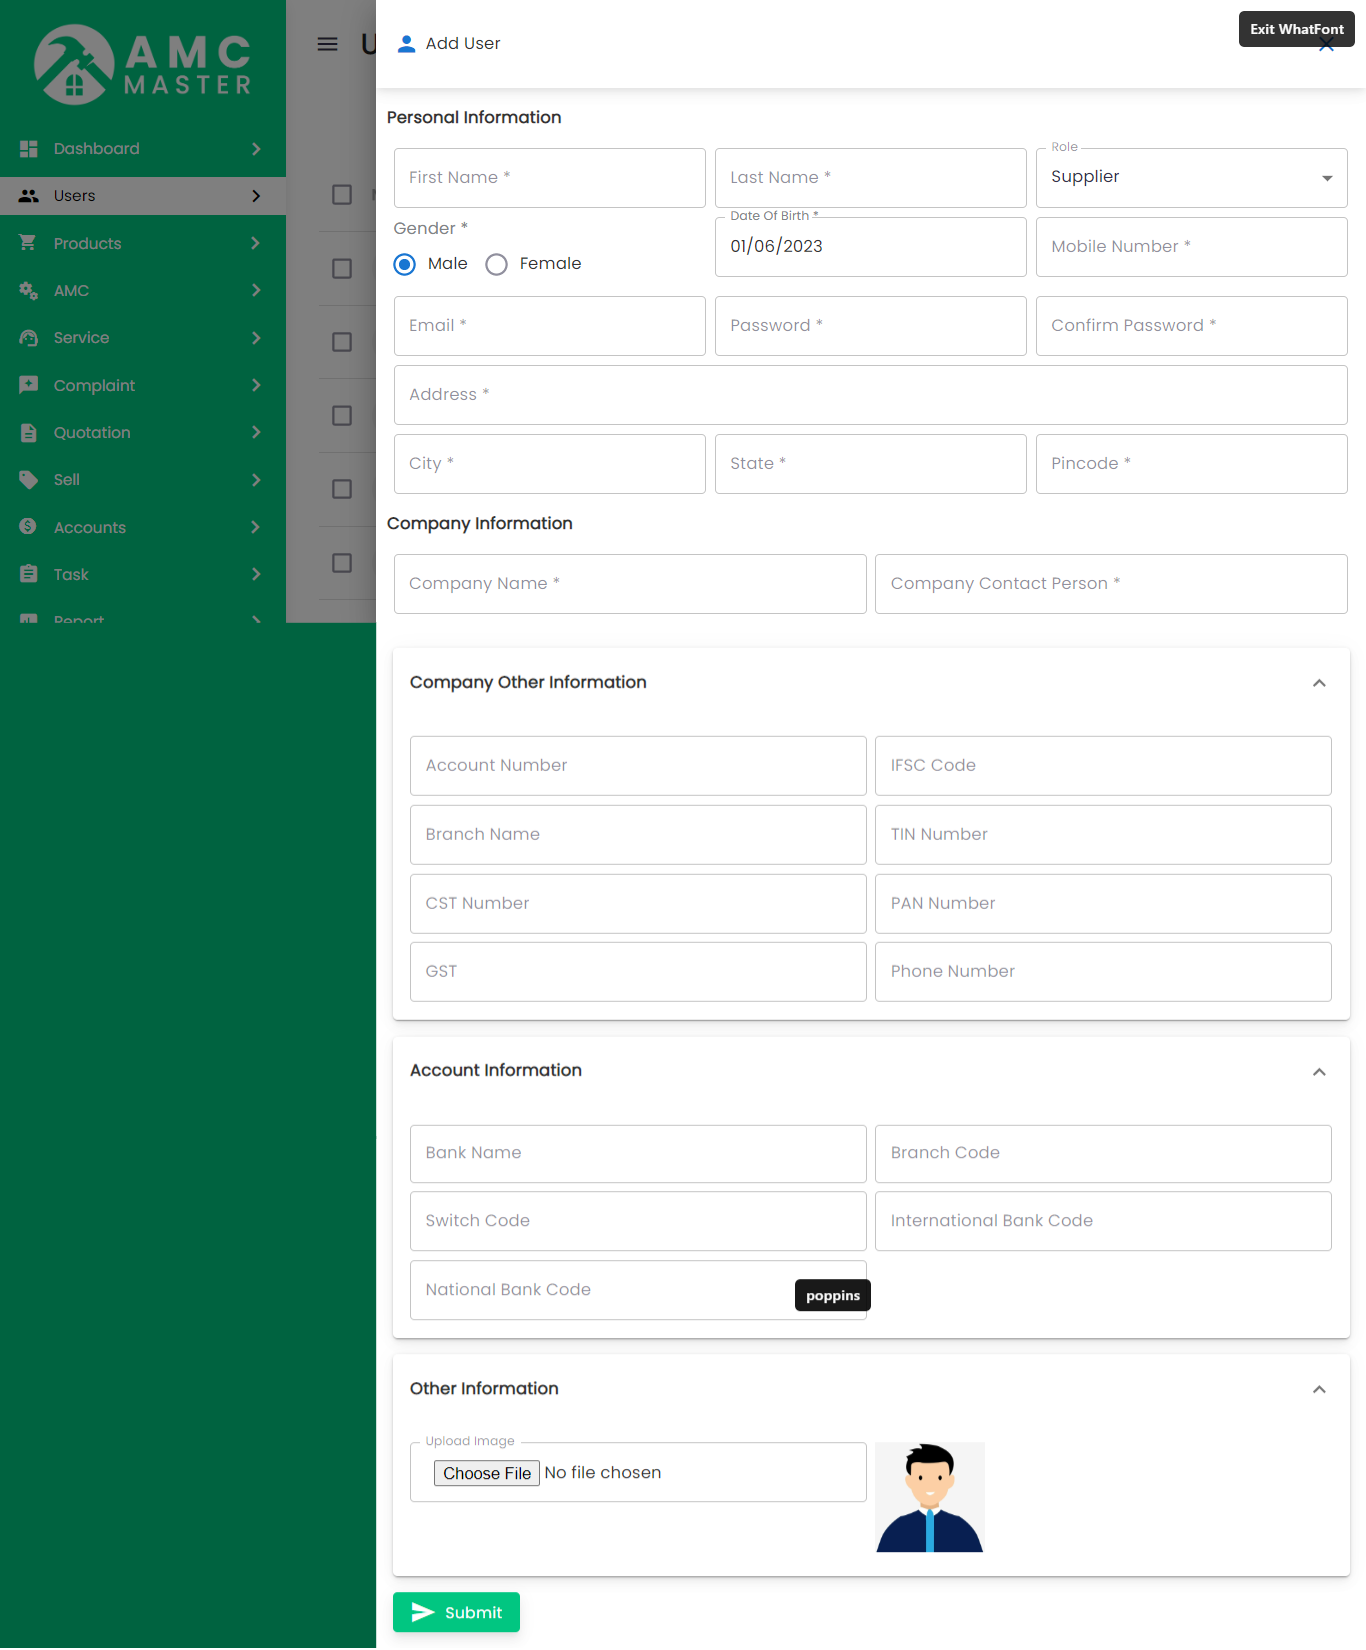 AMC
MASTER
Dashboard
Users
Products
AMC
Service
Complaint
Quotation
Sell
Accounts
Task
Report
U
Add User
Exit WhatFont
Personal Information
First Name *
Last Name *
Role
Supplier
Gender *
Male
Female
Date Of Birth *
01/06/2023
Mobile Number *
Email *
Password *
Confirm Password *
Address *
City *
State *
Pincode *
Company Information
Company Name *
Company Contact Person *
Company Other Information
Account Number
IFSC Code
Branch Name
TIN Number
CST Number
PAN Number
GST
Phone Number
Account Information
Bank Name
Branch Code
Switch Code
International Bank Code
National Bank Code
poppins
Other Information
Upload Image
Choose File No file chosen
Submit